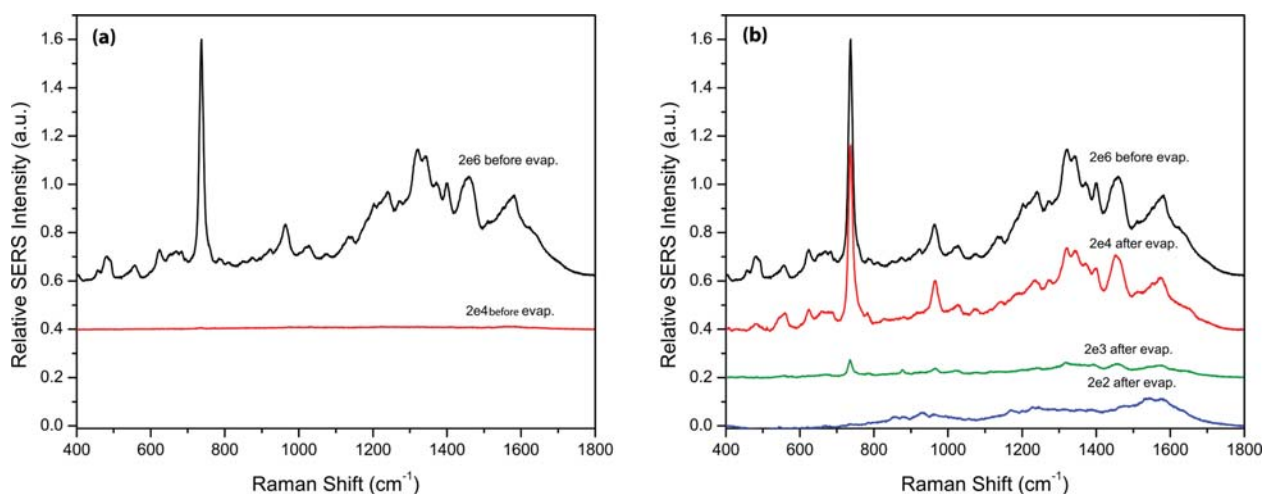 (a)
Relative SERS Intensity (a.u.)
1.6
1.4
1.2
1.0
0.8
0.6
0.4
0.2
0.0
2e6 before evap.
2e4 before evap.
400 600 800 1000 1200 1400 1600 1800
Raman Shift (cm⁻¹)
(b)
Relative SERS Intensity (a.u.)
1.6
1.4
1.2
1.0
0.8
0.6
0.4
0.2
0.0
2e6 before evap.
2e4 after evap.
2e3 after evap.
2e2 after evap.
400 600 800 1000 1200 1400 1600 1800
Raman Shift (cm⁻¹)